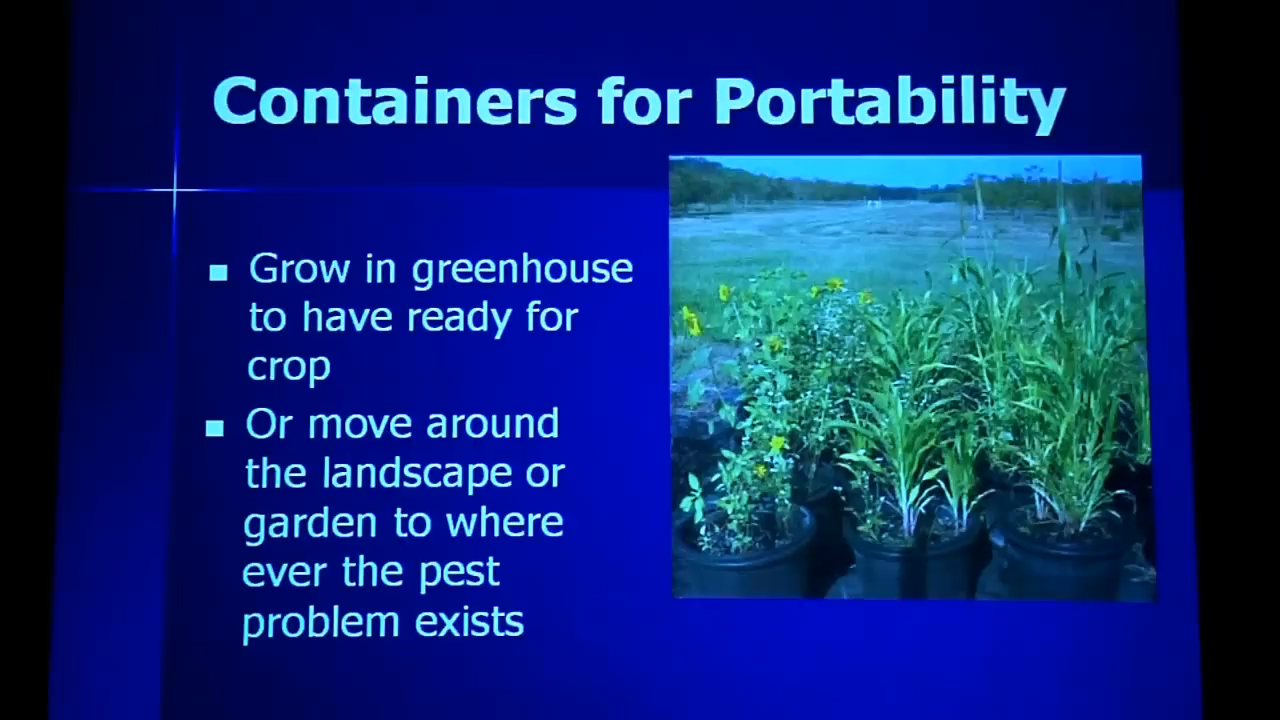 Containers for Portability
Grow in greenhouse
to have ready for
crop
Or move around
the landscape or
garden to where
ever the pest
problem exists